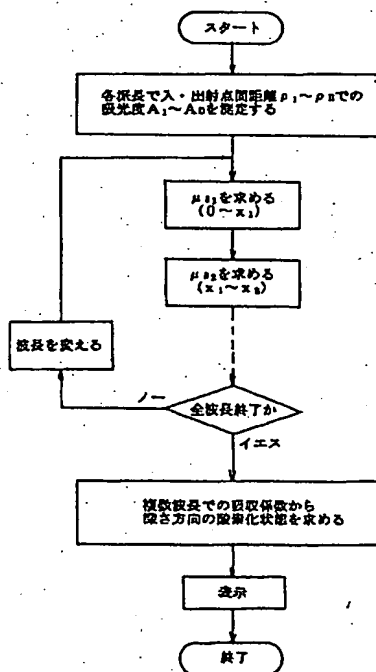 スタート
各波長で入・出射点間距離ρ₁～ρnでの
吸光度A₁～Anを測定する
μa₁を求める
(0～x₁)
μa₂を求める
(x₁～x₂)
波長を変える
ノー
全波長終了か
イエス
複数波長での吸収係数から
深さ方向の酸素化状態を求める
表示
終了